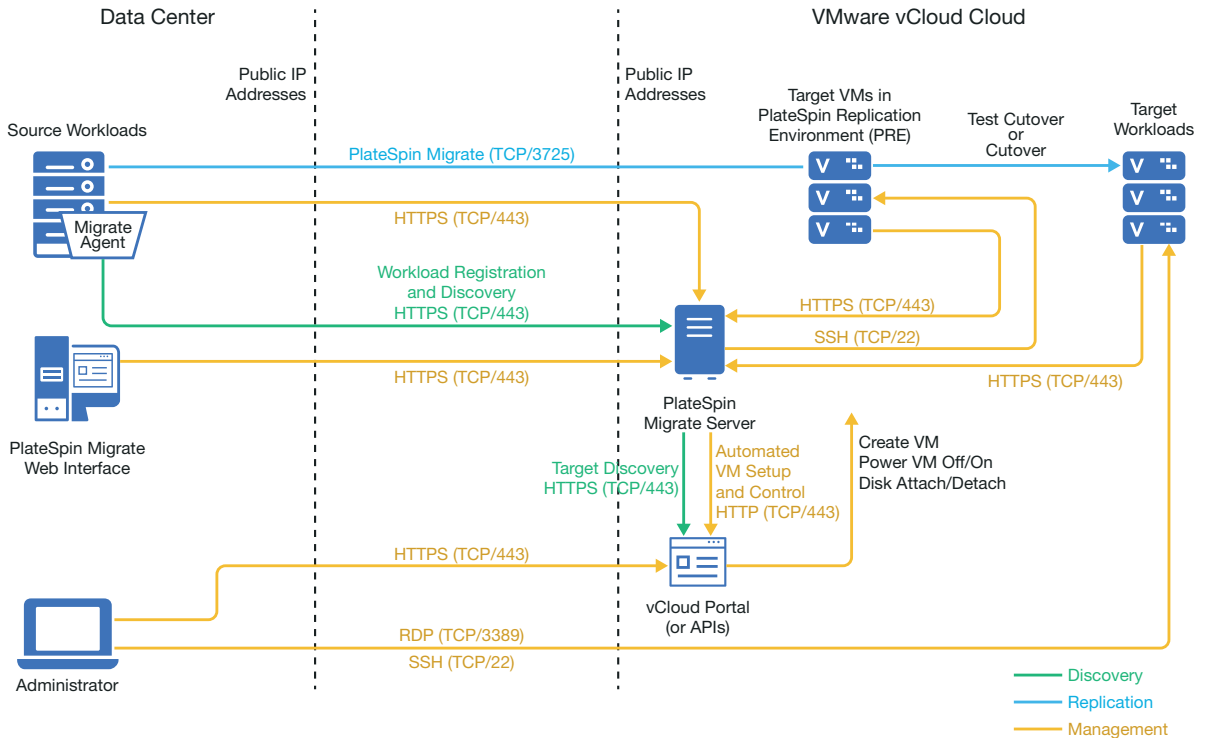 Data Center
VMware vCloud Cloud
Public IP
Addresses
Public IP
Addresses
Target VMs in
PlateSpin Replication
Environment (PRE)
Test Cutover
or
Cutover
Target
Workloads
Source Workloads
PlateSpin Migrate (TCP/3725)
HTTPS (TCP/443)
Migrate
Agent
Workload Registration
and Discovery
HTTPS (TCP/443)
HTTPS (TCP/443)
SSH (TCP/22)
HTTPS (TCP/443)
HTTPS (TCP/443)
PlateSpin Migrate
Web Interface
PlateSpin
Migrate Server
Target Discovery
HTTPS (TCP/443)
Automated
VM Setup
and Control
HTTP (TCP/443)
Create VM
Power VM Off/On
Disk Attach/Detach
HTTPS (TCP/443)
vCloud Portal
(or APIs)
RDP (TCP/3389)
SSH (TCP/22)
Administrator
Discovery
Replication
Management